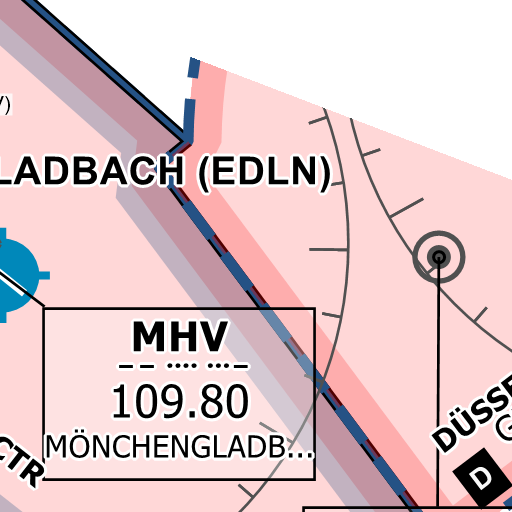 LADBACH (EDLN)
MHV
109.80
MÖNCHENGLADB...
CTR
DÜSSE
D